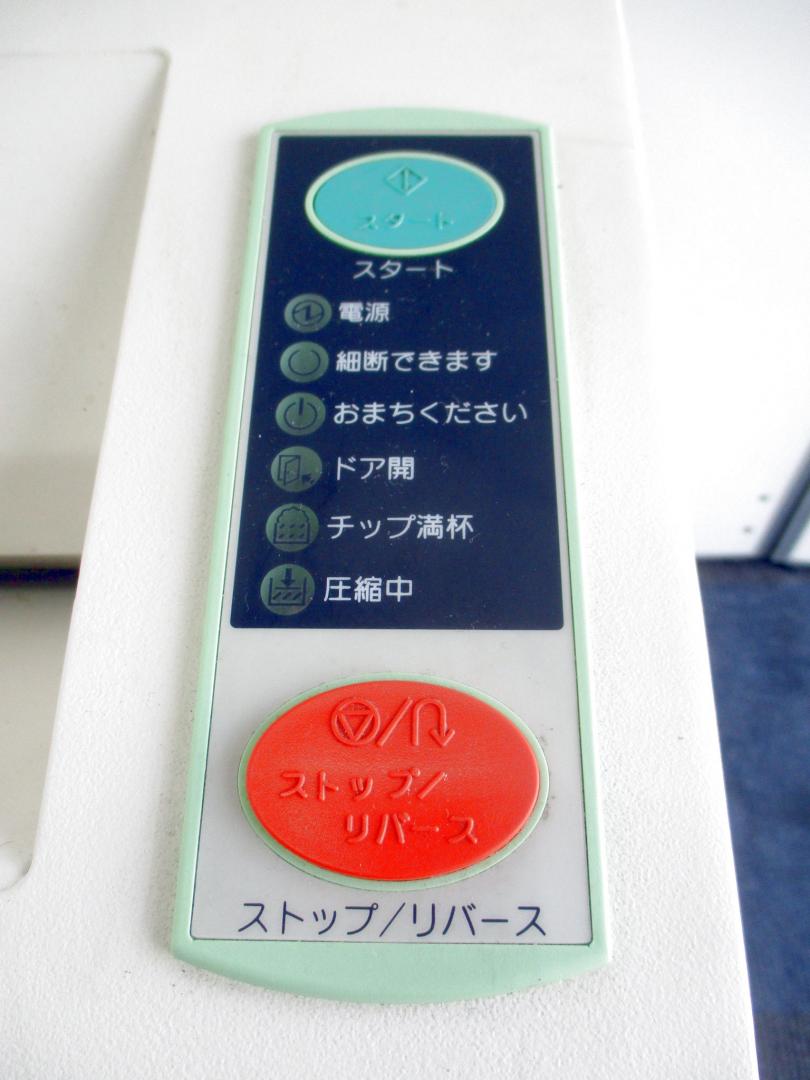 スタート
スタート
電源
細断できます
おまちください
ドア開
チップ満杯
圧縮中
ストップ/
リバース
ストップ/リバース